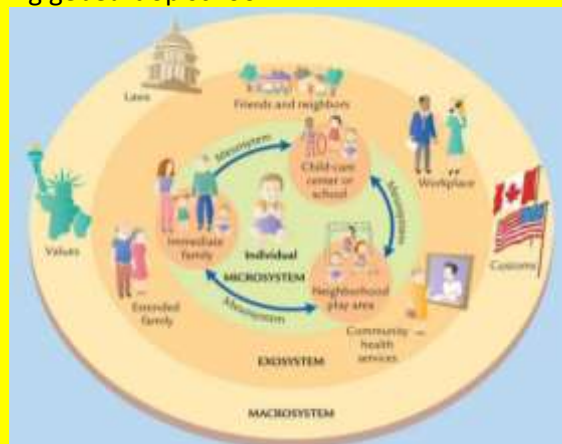 Laws
Friends and neighbors
Mesosystem
Child-care
center or
school
Workplace
Mesosystem
Values
Immediate
family
Individual
MICROSYSTEM
Customs
Extended
family
Mesosystem
Neighborhood
play area
Community
health
services
EXOSYSTEM
MACROSYSTEM